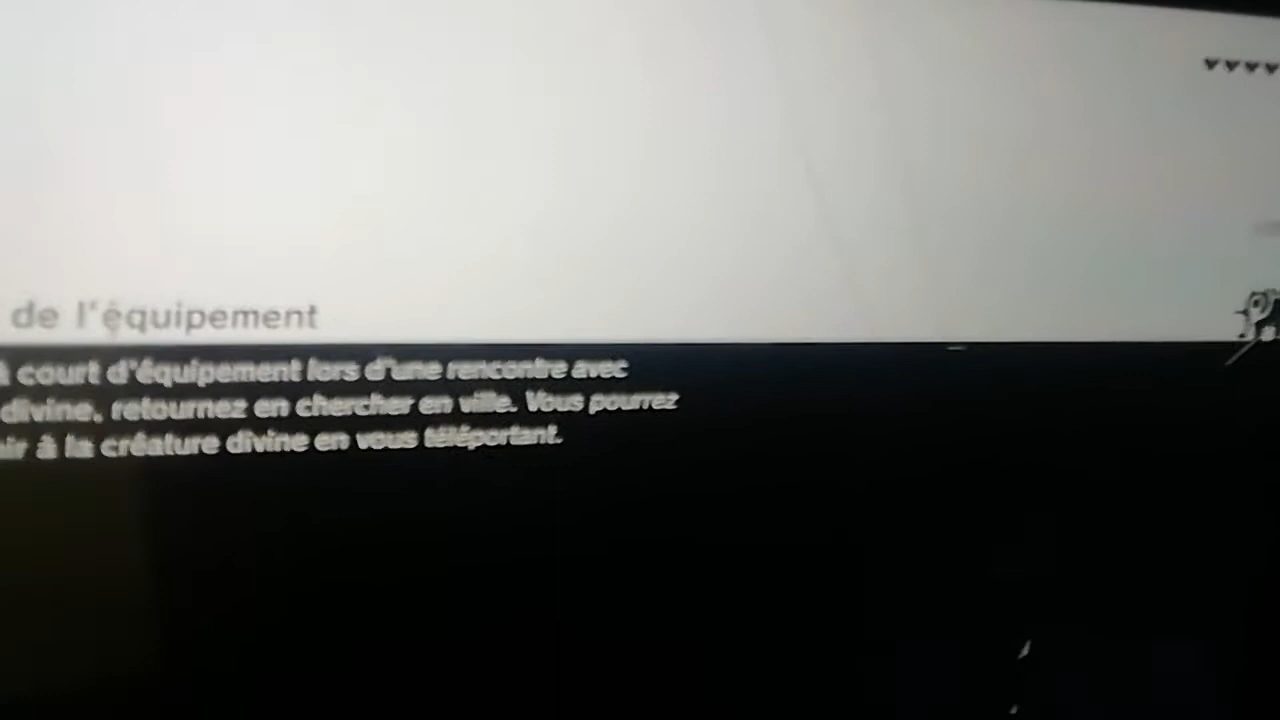 de l'équipement
à court d'équipement lors d'une rencontre avec
divine, retournez en chercher en ville. Vous pourrez
à la créature divine en vous téléportant.